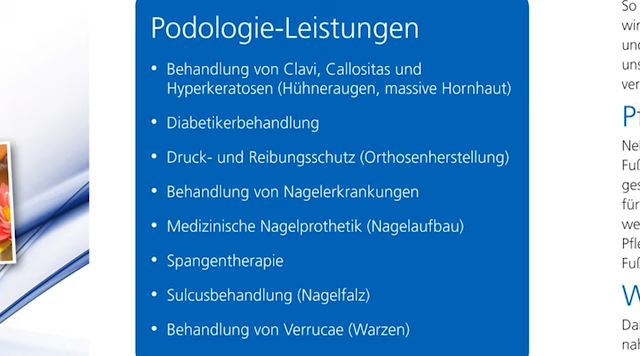 Podologie-Leistungen
• Behandlung von Clavi, Callositas und
Hyperkeratosen (Hühneraugen, massive Hornhaut)
• Diabetikerbehandlung
• Druck- und Reibungsschutz (Orthosenherstellung)
• Behandlung von Nagelerkrankungen
• Medizinische Nagelprothetik (Nagelaufbau)
• Spangentherapie
• Sulcusbehandlung (Nagelfalz)
• Behandlung von Verrucae (Warzen)
So